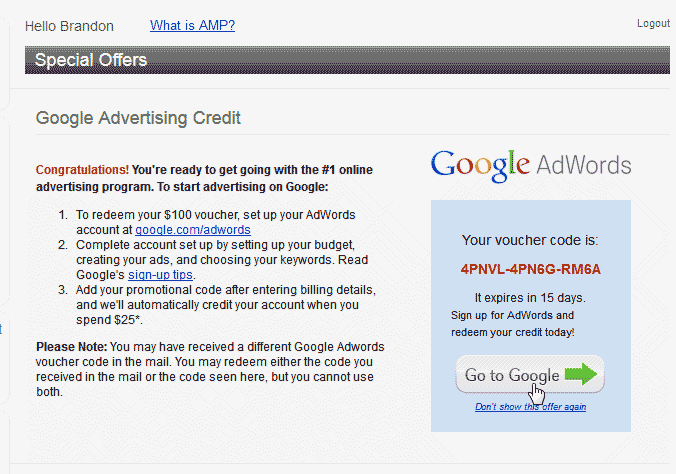 Hello Brandon
What is AMP?
Logout
Special Offers
Google Advertising Credit
Congratulations! You're ready to get going with the #1 online
advertising program. To start advertising on Google:
1. To redeem your $100 voucher, set up your AdWords
account at google.com/adwords
2. Complete account set up by setting up your budget,
creating your ads, and choosing your keywords. Read
Google's sign-up tips.
3. Add your promotional code after entering billing details,
and we'll automatically credit your account when you
spend $25*.
Please Note: You may have received a different Google Adwords
voucher code in the mail. You may redeem either the code you
received in the mail or the code seen here, but you cannot use
both.
Google AdWords
Your voucher code is:
4PNVL-4PN6G-RM6A
It expires in 15 days.
Sign up for AdWords and
redeem your credit today!
Go to Google
Don't show this offer again